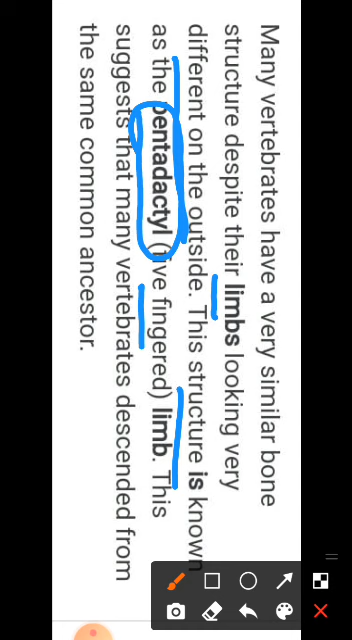 Many vertebrates have a very similar bone
structure despite their limbs looking very
different on the outside. This structure is known
as the pentadactyl (five fingered) limb. This
suggests that many vertebrates descended from
the same common ancestor.